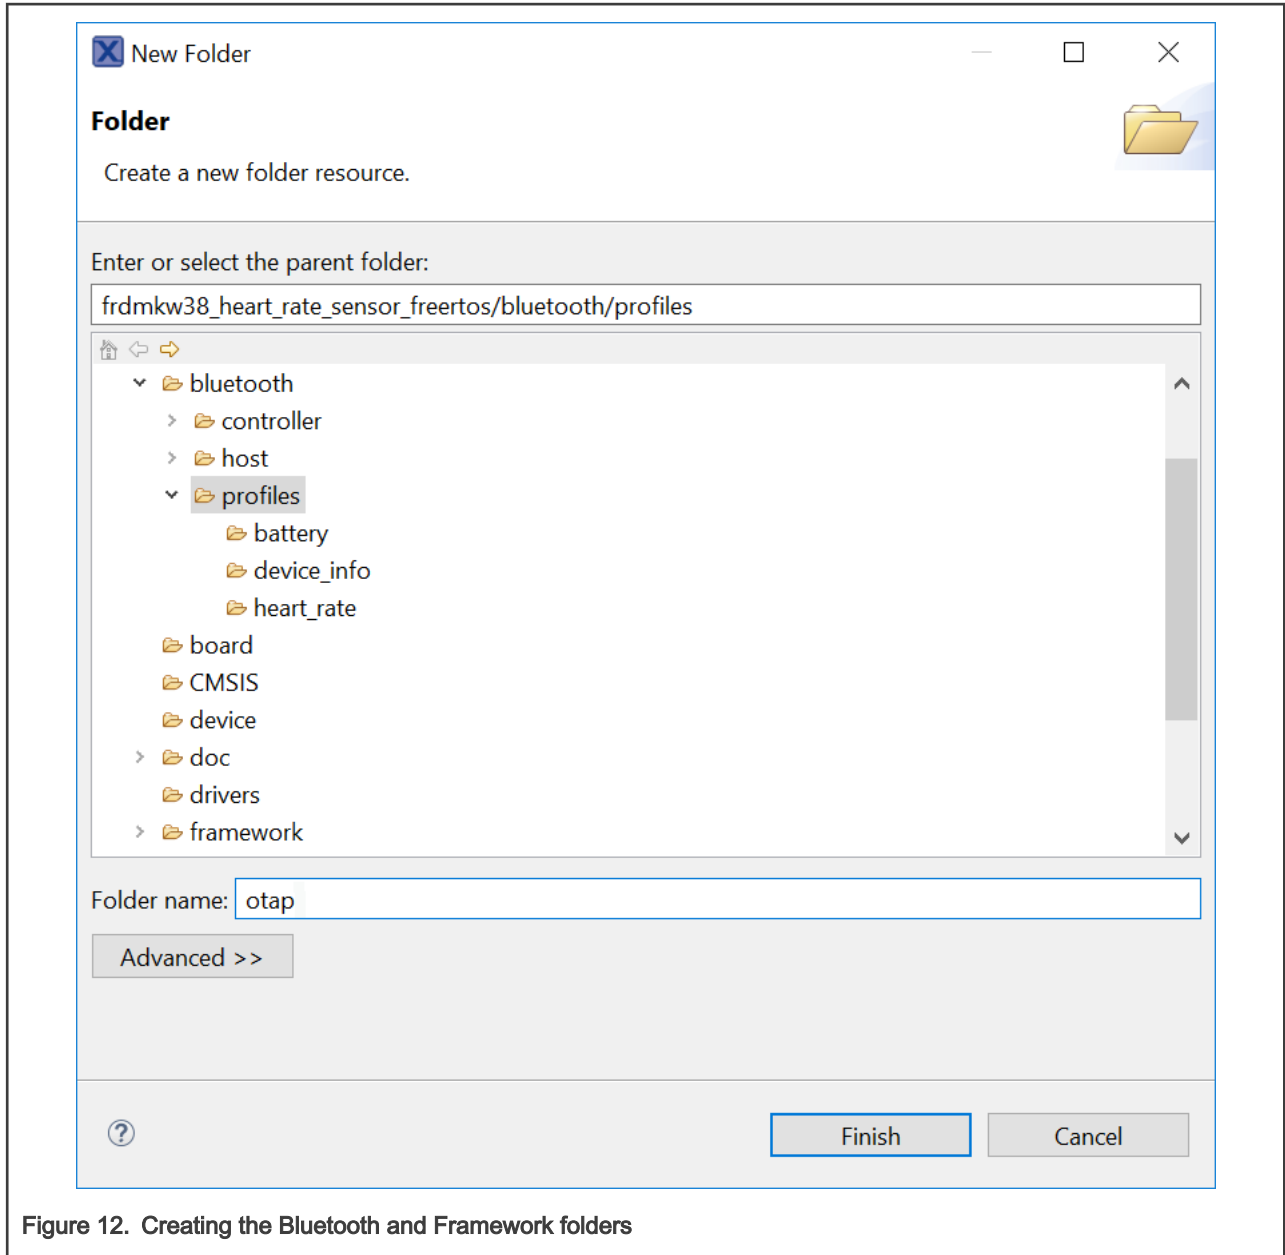 New Folder
Folder
Create a new folder resource.
Enter or select the parent folder:
frdmkw38_heart_rate_sensor_freertos/bluetooth/profiles
bluetooth
controller
host
profiles
battery
device_info
heart_rate
board
CMSIS
device
doc
drivers
framework
Folder name: otap
Advanced >>
Finish Cancel
Figure 12. Creating the Bluetooth and Framework folders